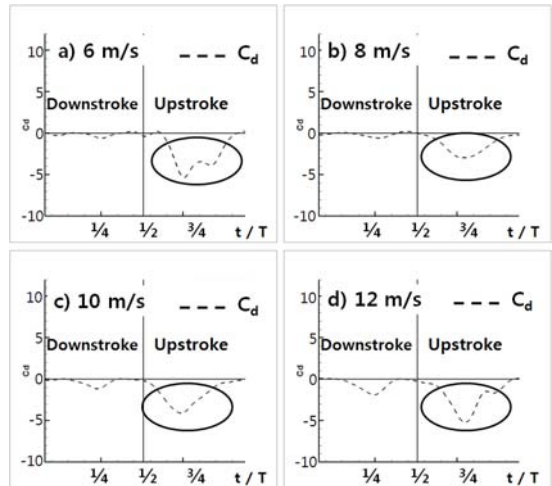 a) 6 m/s C_d
10
5
Downstroke Upstroke
0
Cd
-5
-10
¼ ½ ¾ t / T
b) 8 m/s C_d
10
5
Downstroke Upstroke
0
Cd
-5
-10
¼ ½ ¾ t / T
c) 10 m/s C_d
10
5
Downstroke Upstroke
0
Cd
-5
-10
¼ ½ ¾ t / T
d) 12 m/s C_d
10
5
Downstroke Upstroke
0
Cd
-5
-10
¼ ½ ¾ t / T